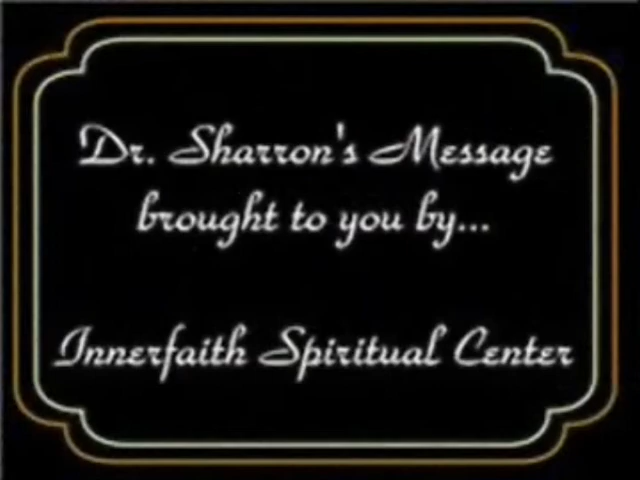 Dr. Sharron's Message
brought to you by...
Innerfaith Spiritual Center